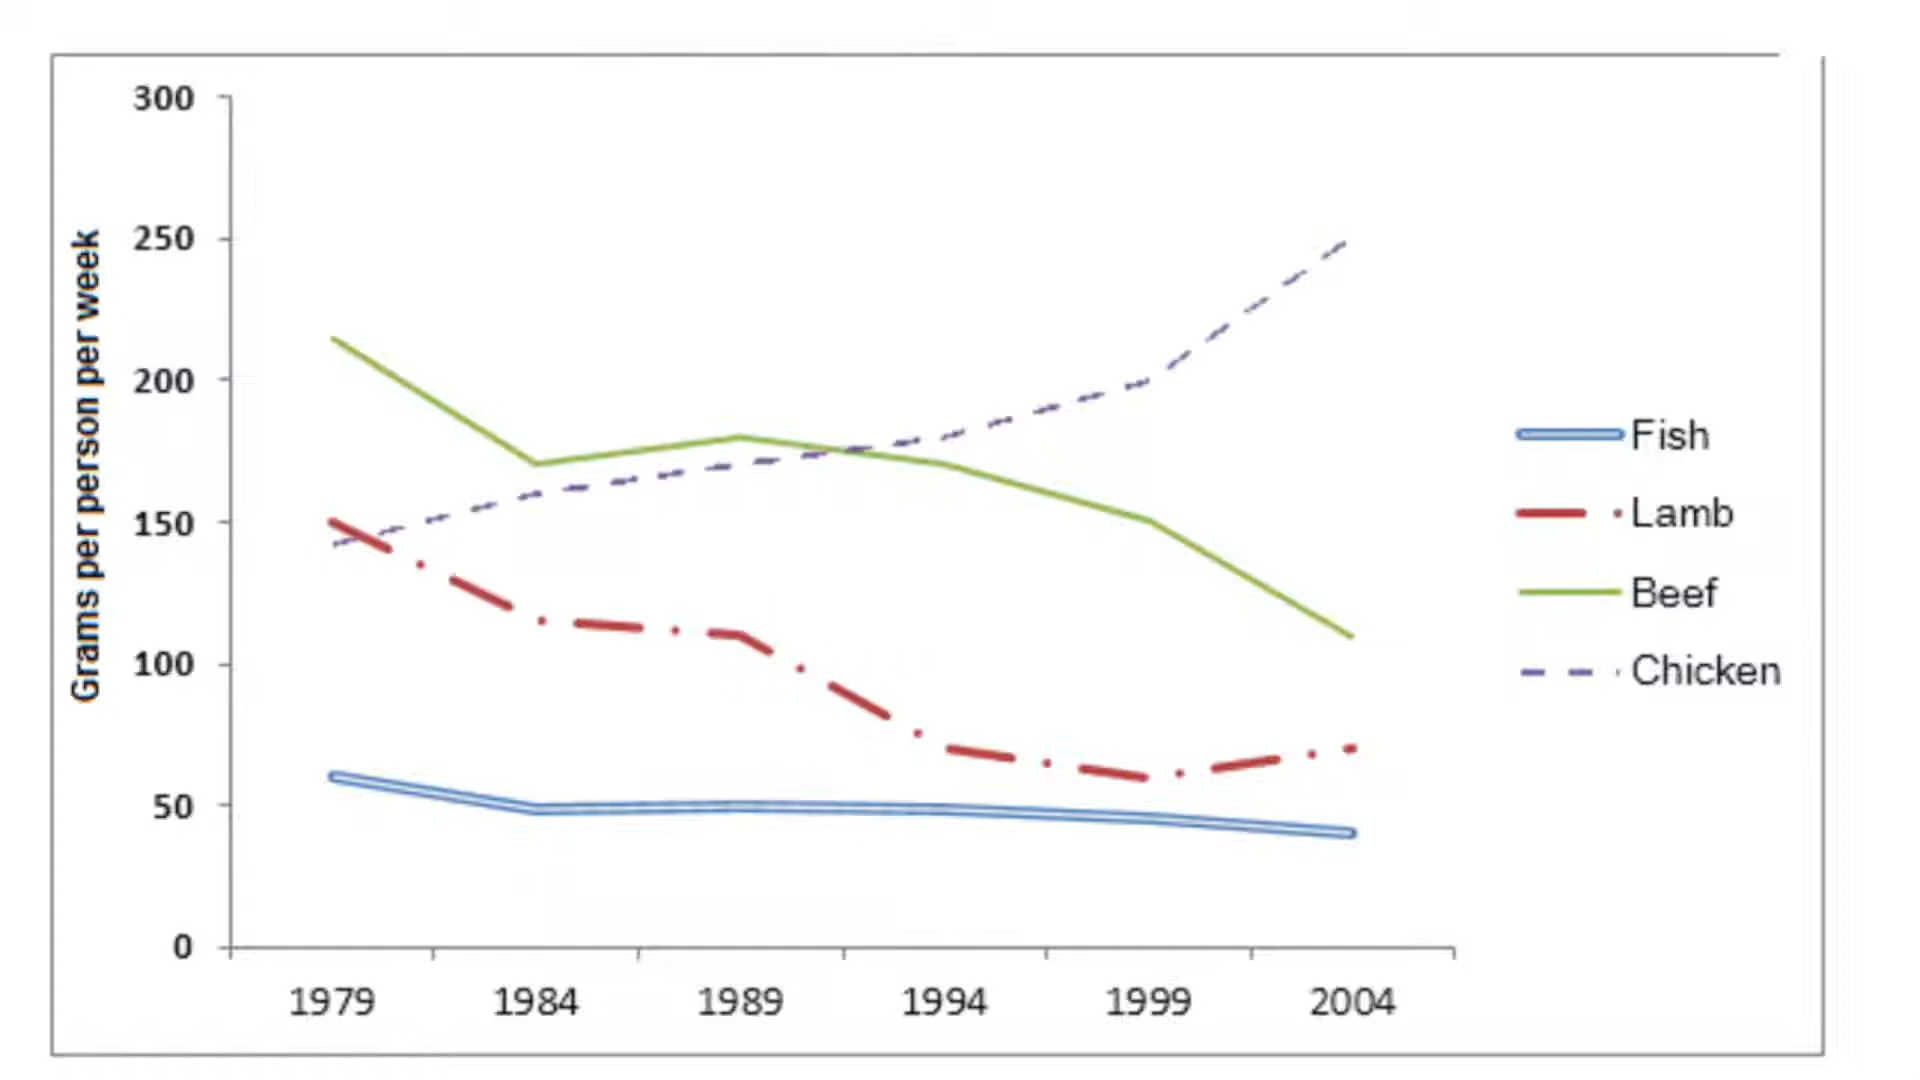 Grams per person per week
300
250
200
150
100
50
0
1979 1984 1989 1994 1999 2004
Fish
Lamb
Beef
Chicken